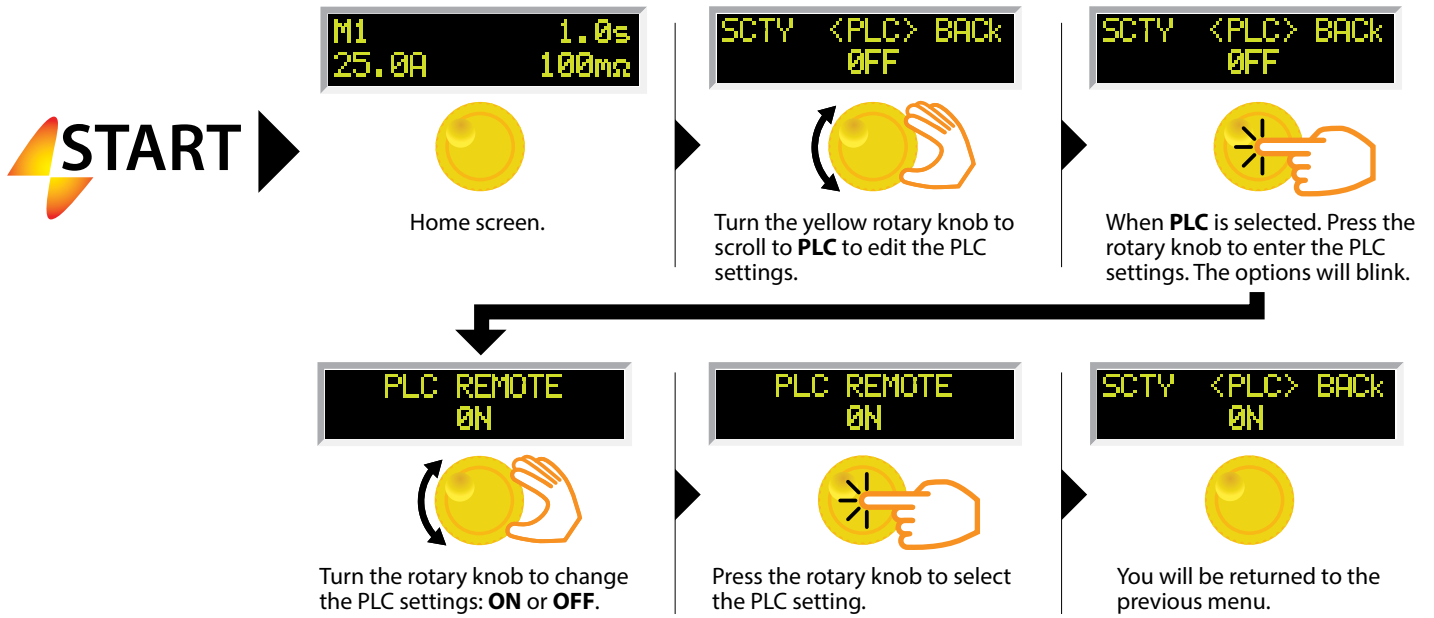 START
M1 1.0s
25.0A 100mΩ
Home screen.
SCTY <PLC> BACk
0FF
Turn the yellow rotary knob to
scroll to PLC to edit the PLC
settings.
SCTY <PLC> BACk
0FF
When PLC is selected. Press the
rotary knob to enter the PLC
settings. The options will blink.
PLC REMOTE
0N
Turn the rotary knob to change
the PLC settings: ON or OFF.
PLC REMOTE
0N
Press the rotary knob to select
the PLC setting.
SCTY <PLC> BACk
0N
You will be returned to the
previous menu.